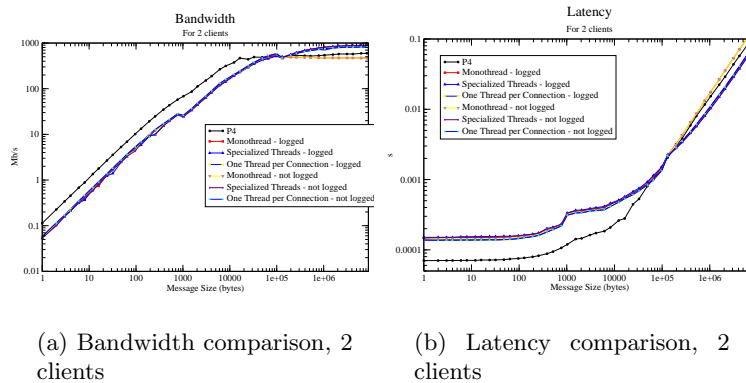 Bandwidth
For 2 clients
1000
100
10
1
0.1
0.01
Mb/s
P4
Monothread - logged
Specialized Threads - logged
One Thread per Connection - logged
Monothread - not logged
Specialized Threads - not logged
One Thread per Connection - not logged
1 10 100 1000 10000 1e+05 1e+06
Message Size (bytes)
Latency
For 2 clients
0.1
0.01
0.001
0.0001
s
P4
Monothread - logged
Specialized Threads - logged
One Thread per Connection - logged
Monothread - not logged
Specialized Threads - not logged
One Thread per Connection - not logged
1 10 100 1000 10000 1e+05 1e+06
Message Size (bytes)
(a) Bandwidth comparison, 2
clients
(b) Latency comparison, 2
clients